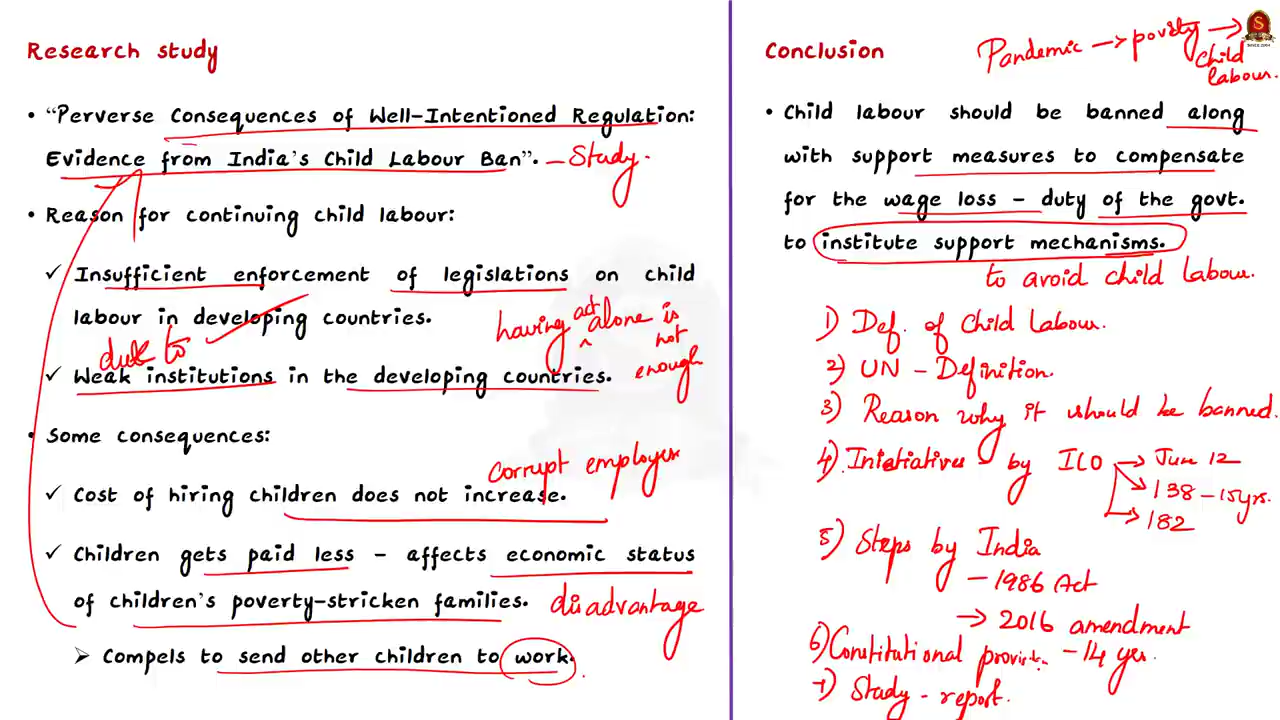 Research study
• "Perverse Consequences of Well-Intentioned Regulation:
Evidence from India's Child Labour Ban". - Study.
• Reason for continuing child labour:
✓ Insufficient enforcement of legislations on child
labour in developing countries.
due to
having act alone is
not
enough
✓ Weak institutions in the developing countries.
• Some consequences:
corrupt employer
✓ Cost of hiring children does not increase.
✓ Children gets paid less – affects economic status
of children's poverty-stricken families.
disadvantage
➤ Compels to send other children to work.
Conclusion
Pandemic → poverty → Child
labour.
• Child labour should be banned along
with support measures to compensate
for the wage loss – duty of the govt.
to institute support mechanisms.
to avoid child labour.
1) Def. of Child Labour.
2) UN - Definition.
3) Reason why it should be banned.
4) Initiatives - by ILO → Jun 12
→ 138 - 15yrs.
→ 182
5) Steps by India
- 1986 Act
→ 2016 amendment
6) Constitutional - 14 yrs.
7) Study - report.